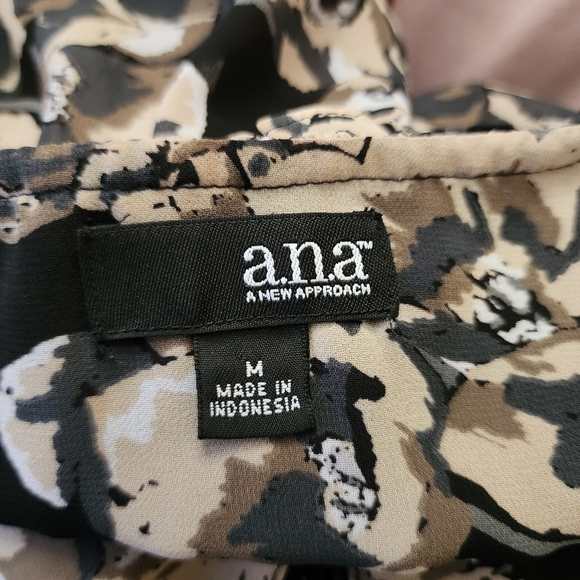 a.n.a™
A NEW APPROACH
M
MADE IN
INDONESIA